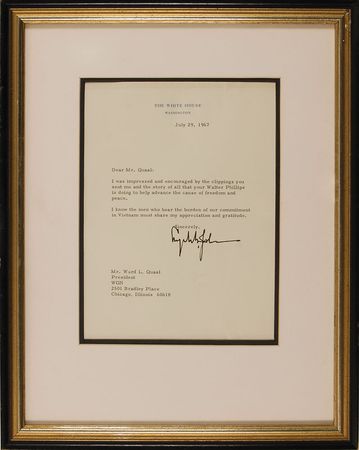 THE WHITE HOUSE
WASHINGTON
July 29, 1967
Dear Mr. Quaal:
I was impressed and encouraged by the clippings you
sent me and the story of all that your Walter Phillips
is doing to help advance the cause of freedom and
peace.
I know the men who bear the burden of our commitment
in Vietnam must share my appreciation and gratitude.
Sincerely,
Mr. Ward L. Quaal
President
WGN
2501 Bradley Place
Chicago, Illinois 60618